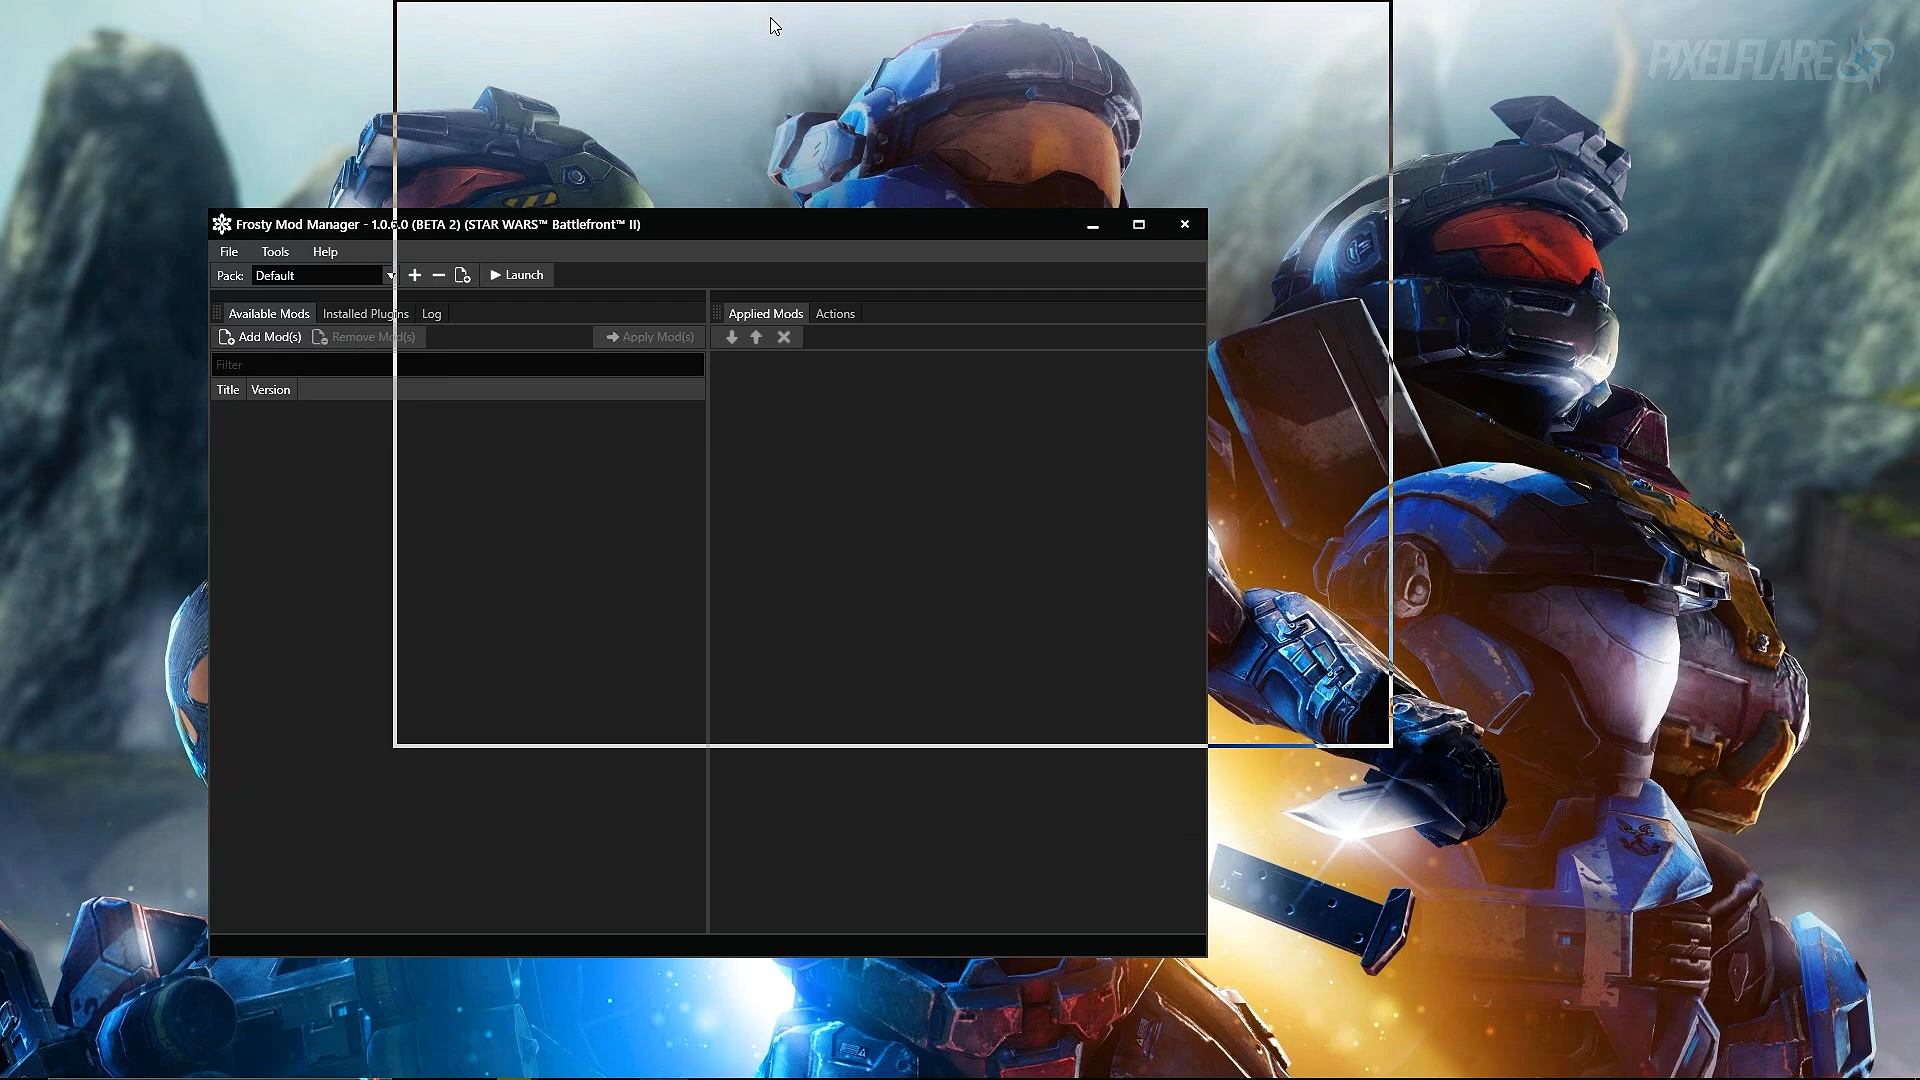 PIXELFLARE
Frosty Mod Manager - 1.0.6.0 (BETA 2) (STAR WARS™ Battlefront™ II)
File Tools Help
Pack: Default Launch
Available Mods Installed Plugins Log Applied Mods Actions
Add Mod(s) Remove Mod(s) Apply Mod(s)
Filter
Title Version